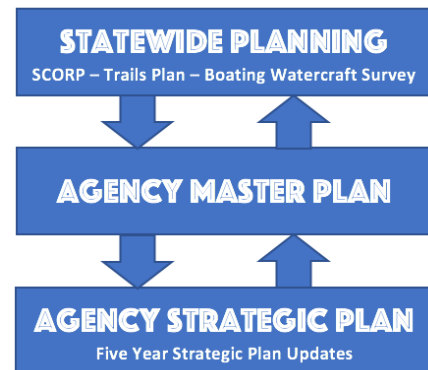 STATEWIDE PLANNING
SCORP – Trails Plan – Boating Watercraft Survey
AGENCY MASTER PLAN
AGENCY STRATEGIC PLAN
Five Year Strategic Plan Updates